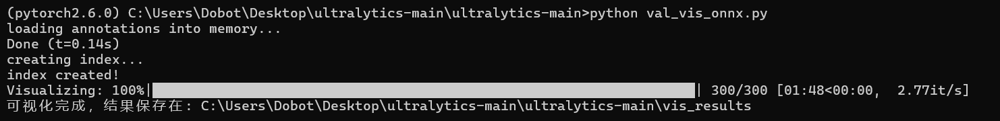 (pytorch2.6.0) C:\Users\Dobot\Desktop\ultralytics-main\ultralytics-main>python val_vis_onnx.py
loading annotations into memory...
Done (t=0.14s)
creating index...
index created!
Visualizing: 100%|██████████| 300/300 [01:48<00:00,  2.77it/s]
可视化完成，结果保存在: C:\Users\Dobot\Desktop\ultralytics-main\ultralytics-main\vis_results